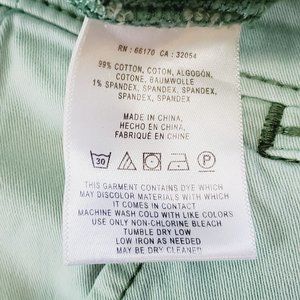 RN : 66170 CA : 32054
99% COTTON, COTON, ALGODÓN,
COTONE, BAUMWOLLE
1% SPANDEX, SPANDEX, SPANDEX,
SPANDEX, SPANDEX
MADE IN CHINA,
HECHO EN CHINA,
FABRIQUÉ EN CHINE
30 P
THIS GARMENT CONTAINS DYE WHICH
MAY DISCOLOR MATERIALS WITH WHICH
IT COMES IN CONTACT
MACHINE WASH COLD WITH LIKE COLORS
USE ONLY NON-CHLORINE BLEACH
TUMBLE DRY LOW
LOW IRON AS NEEDED
MAY BE DRY CLEANED